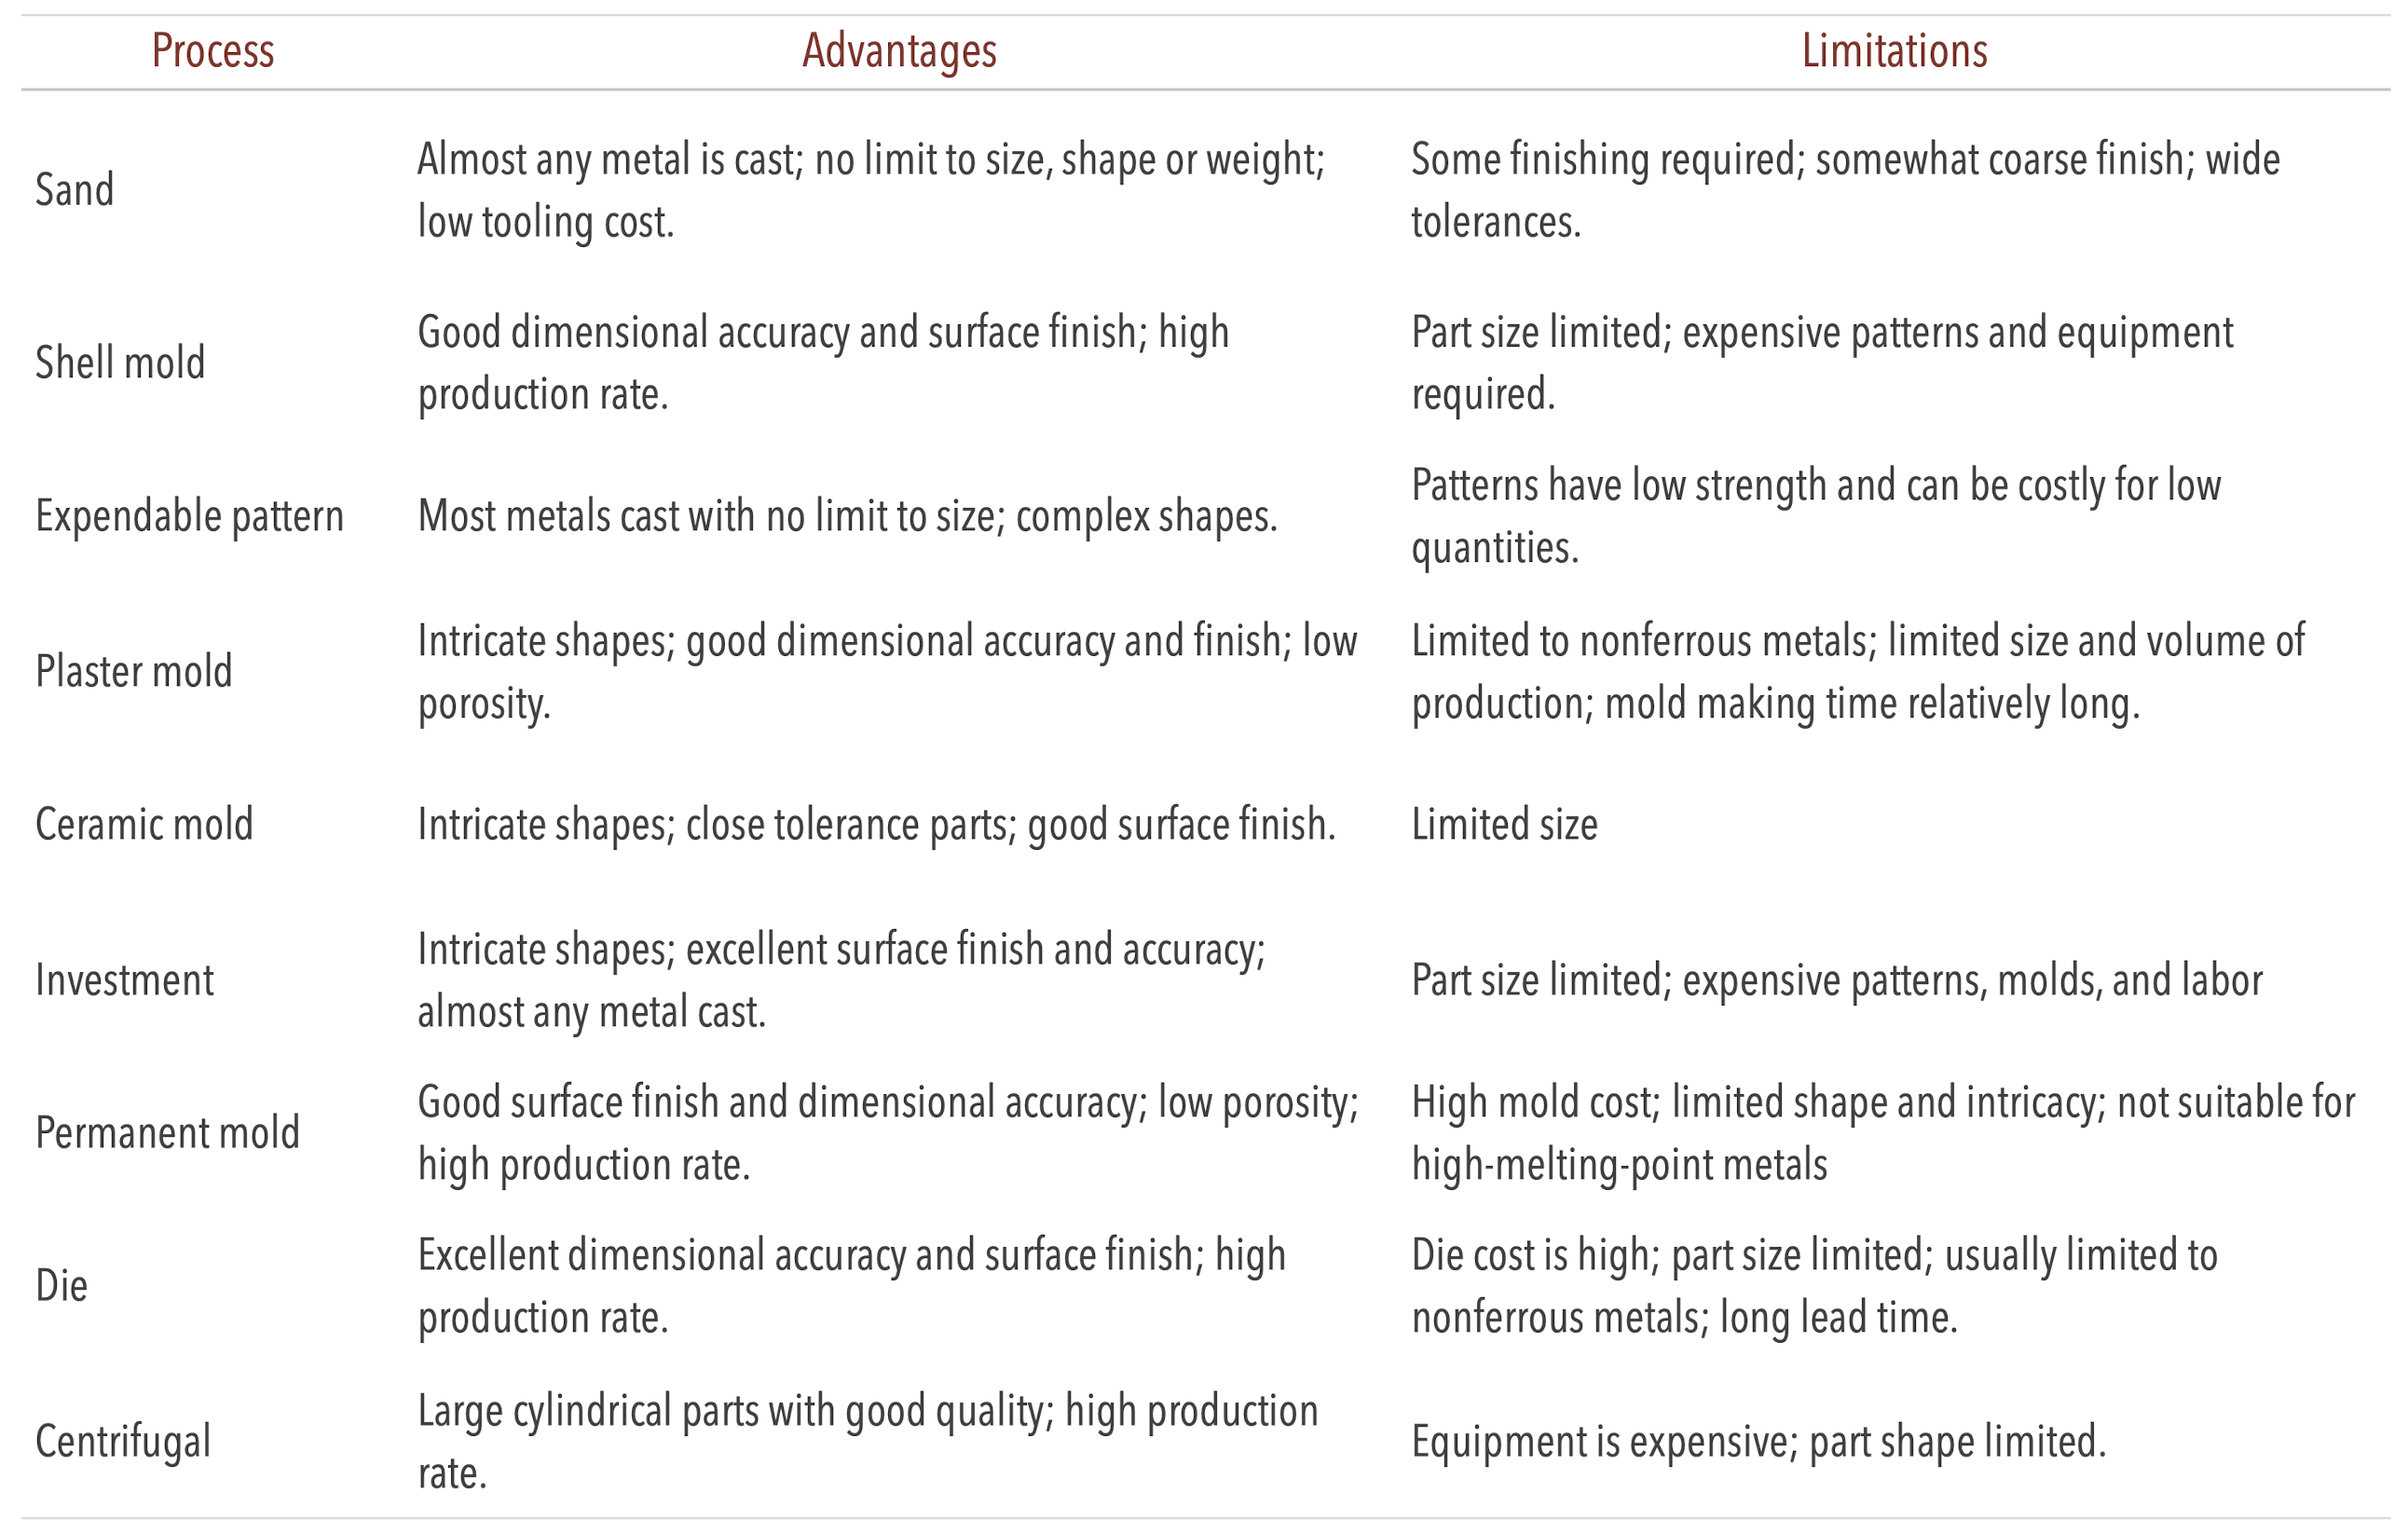 Process Advantages Limitations
Sand
Almost any metal is cast; no limit to size, shape or weight;
low tooling cost.
Some finishing required; somewhat coarse finish; wide
tolerances.
Shell mold
Good dimensional accuracy and surface finish; high
production rate.
Part size limited; expensive patterns and equipment
required.
Expendable pattern
Most metals cast with no limit to size; complex shapes.
Patterns have low strength and can be costly for low
quantities.
Plaster mold
Intricate shapes; good dimensional accuracy and finish; low
porosity.
Limited to nonferrous metals; limited size and volume of
production; mold making time relatively long.
Ceramic mold
Intricate shapes; close tolerance parts; good surface finish.
Limited size
Investment
Intricate shapes; excellent surface finish and accuracy;
almost any metal cast.
Part size limited; expensive patterns, molds, and labor
Permanent mold
Good surface finish and dimensional accuracy; low porosity;
high production rate.
High mold cost; limited shape and intricacy; not suitable for
high-melting-point metals
Die
Excellent dimensional accuracy and surface finish; high
production rate.
Die cost is high; part size limited; usually limited to
nonferrous metals; long lead time.
Centrifugal
Large cylindrical parts with good quality; high production
rate.
Equipment is expensive; part shape limited.